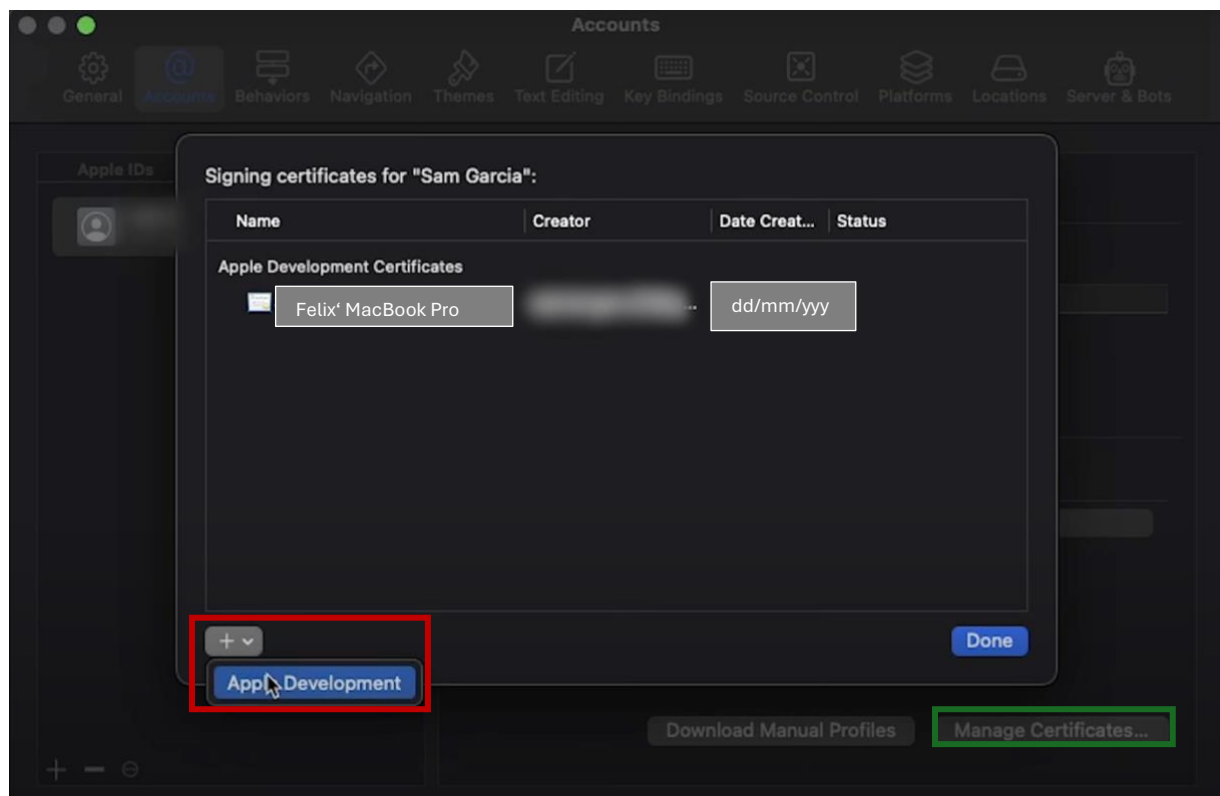 Accounts
General Accounts Behaviors Navigation Themes Text Editing Key Bindings Source Control Platforms Locations Server & Bots
Apple IDs
Signing certificates for "Sam Garcia":
Name Creator Date Creat... Status
Apple Development Certificates
Felix‘ MacBook Pro ... dd/mm/yyy
Done
Apple Development
Download Manual Profiles Manage Certificates...